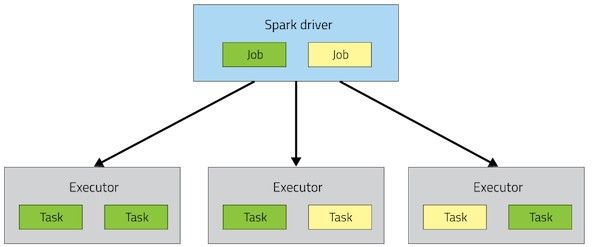 Spark driver
Job Job
Executor Executor Executor
Task Task Task Task Task Task